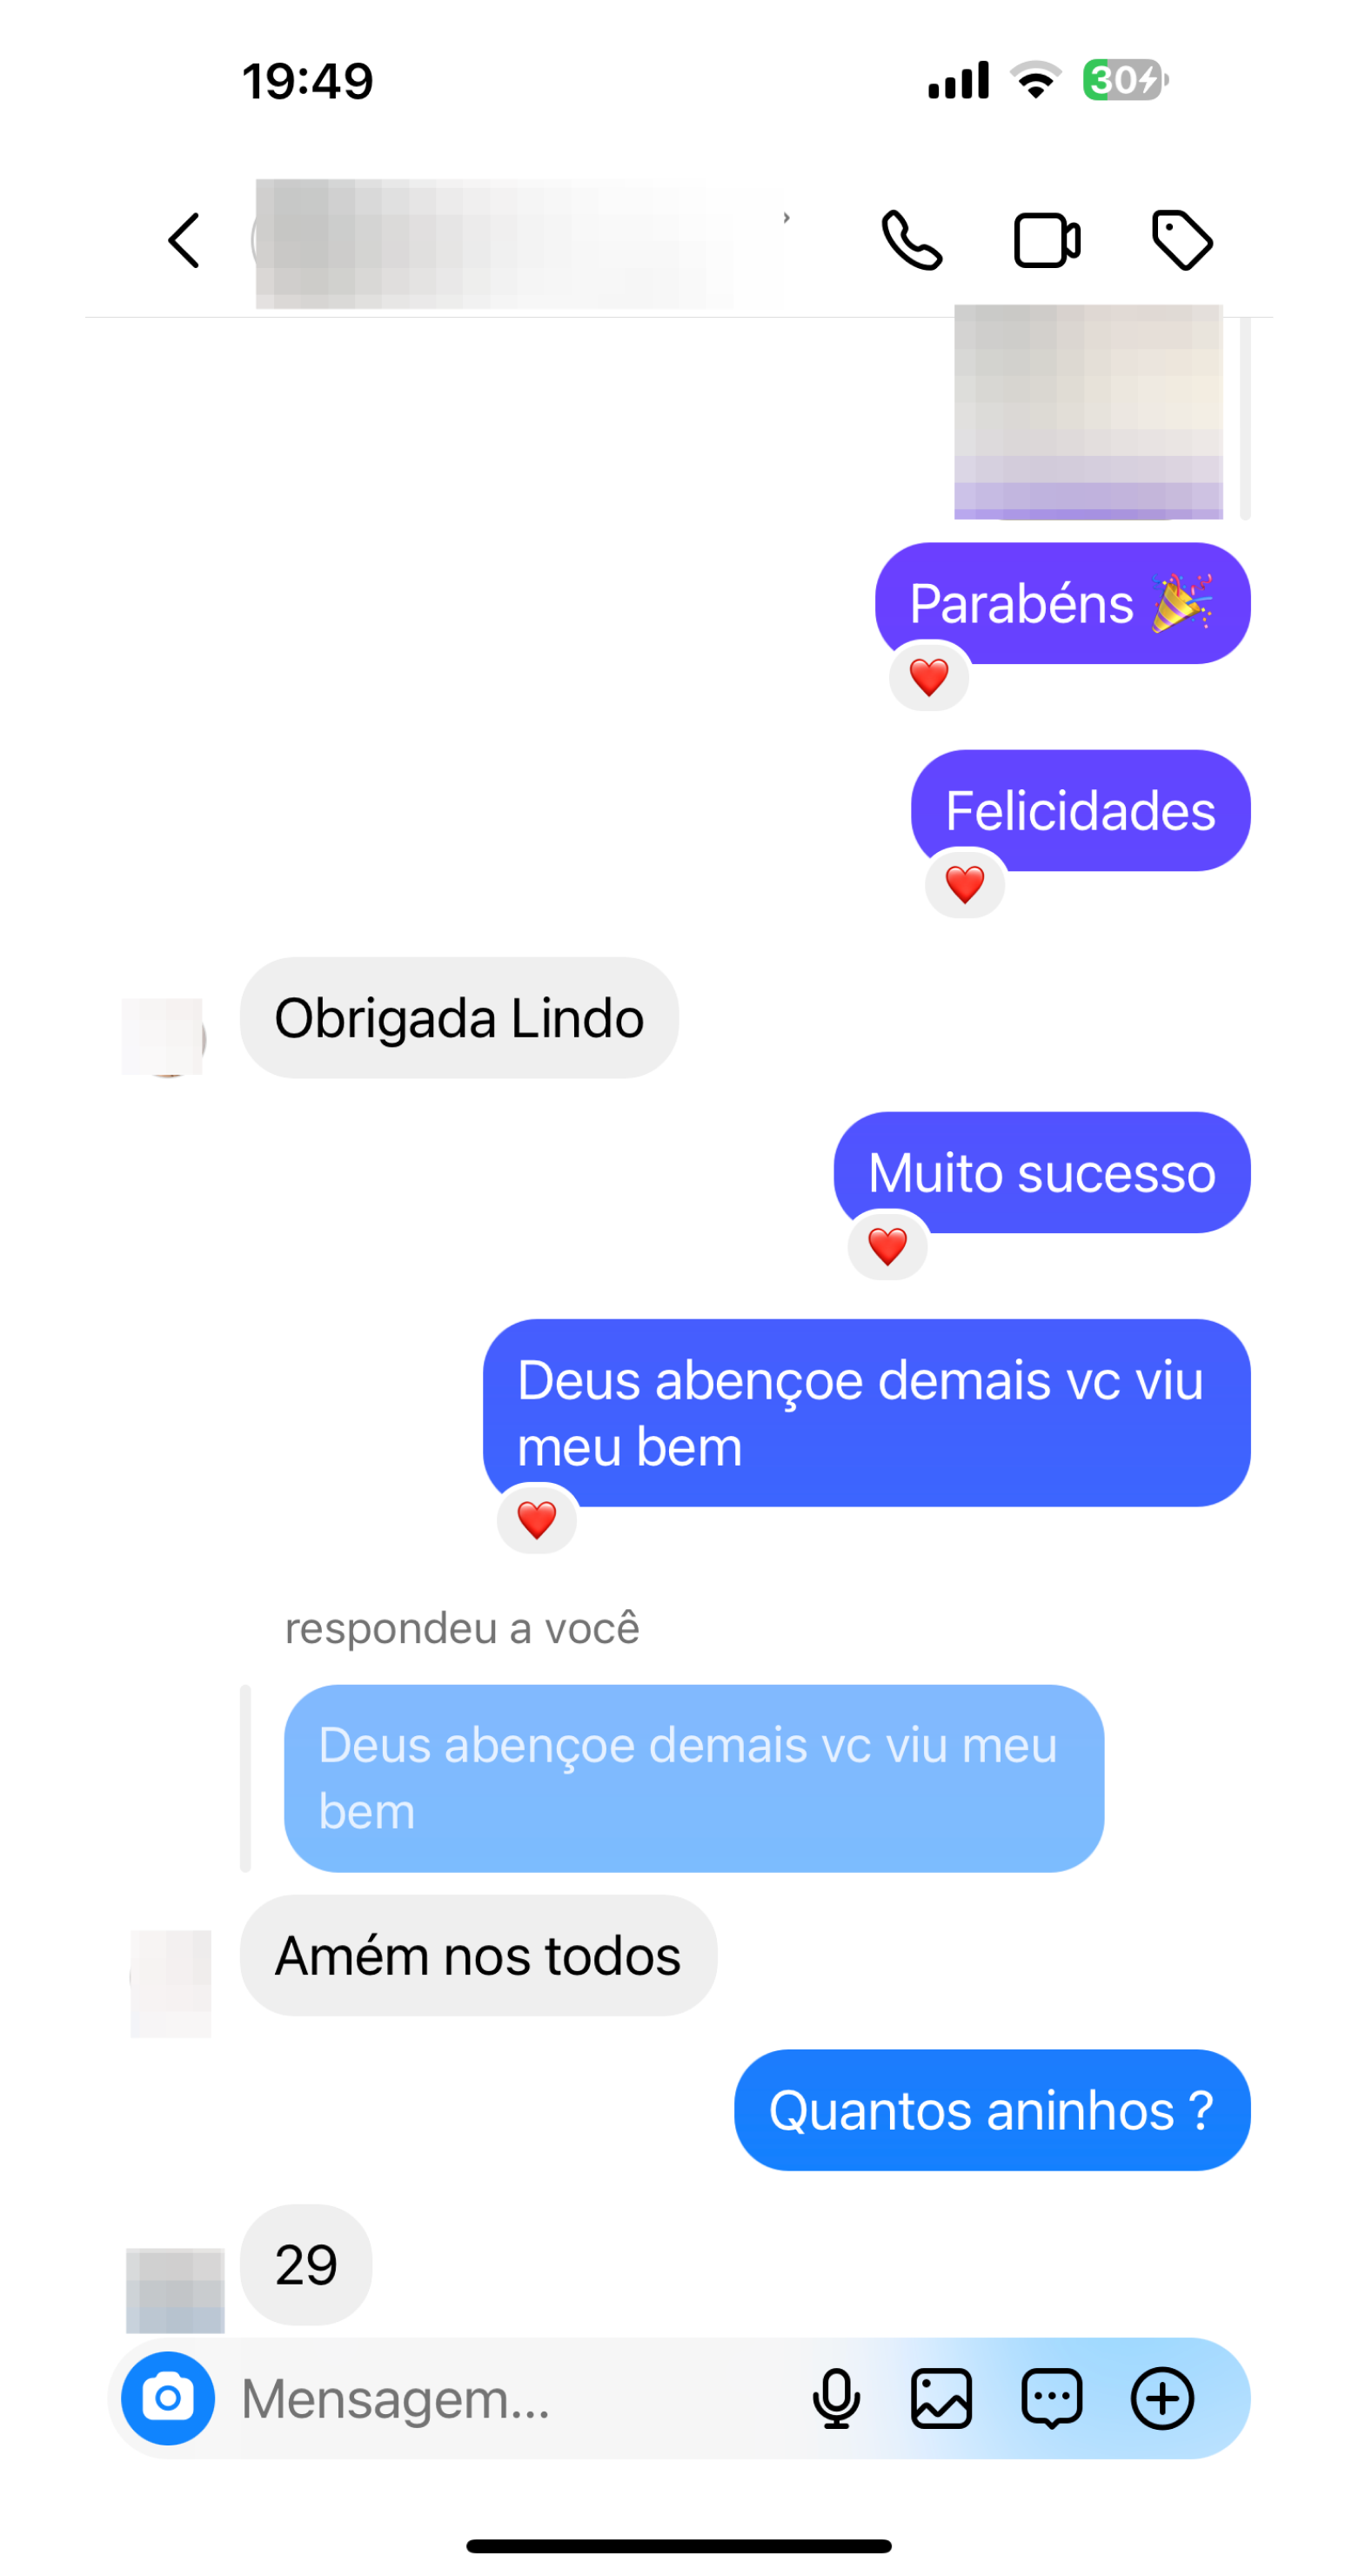 19:49
30
Parabéns 🎉
Felicidades
Obrigada Lindo
Muito sucesso
Deus abençoe demais vc viu
meu bem
respondeu a você
Deus abençoe demais vc viu meu
bem
Amém nos todos
Quantos aninhos ?
29
Mensagem...